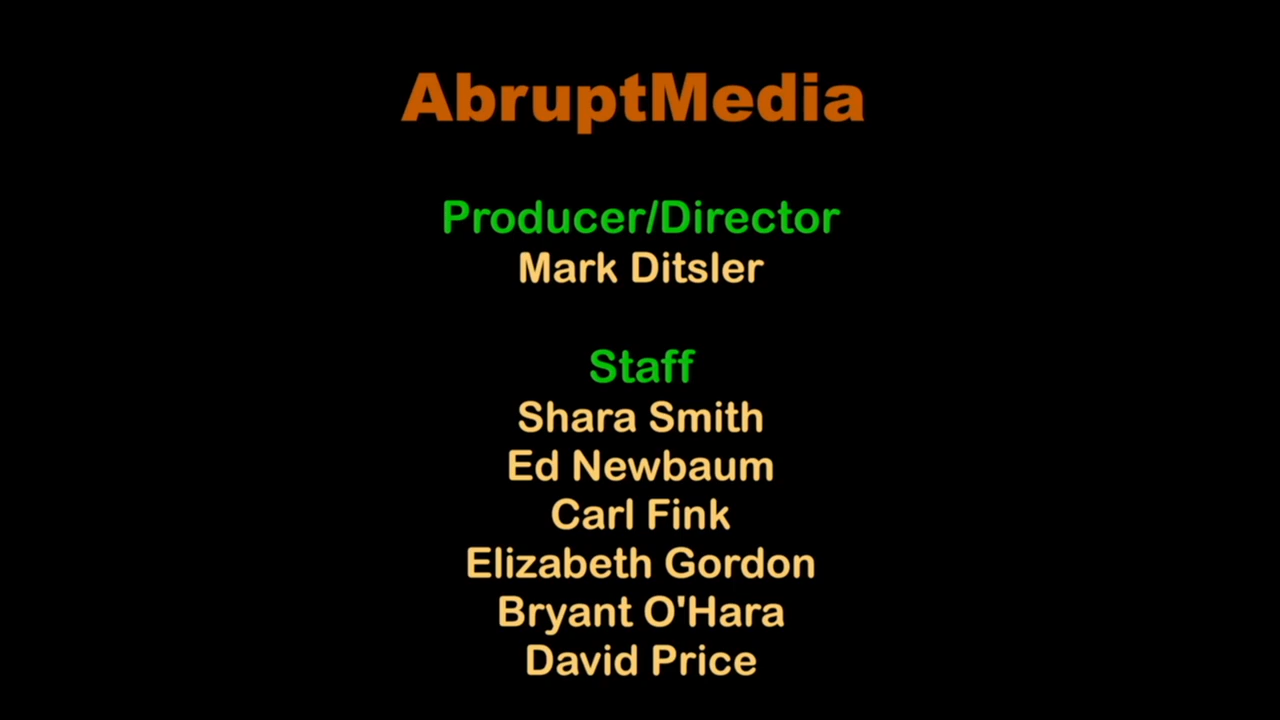 AbruptMedia
Producer/Director
Mark Ditsler
Staff
Shara Smith
Ed Newbaum
Carl Fink
Elizabeth Gordon
Bryant O'Hara
David Price